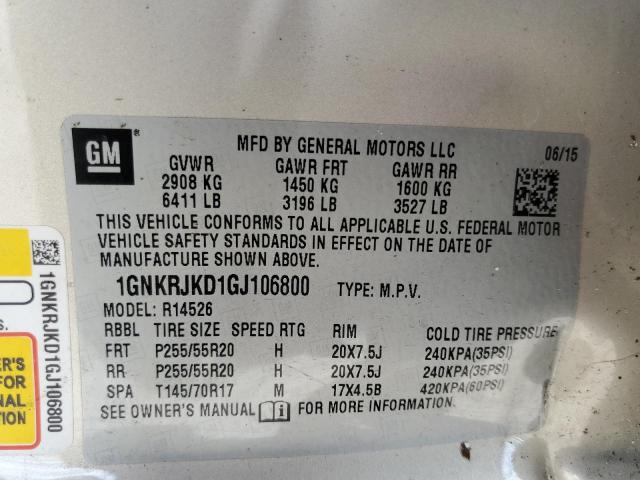 GM
MFD BY GENERAL MOTORS LLC 06/15
GVWR GAWR FRT GAWR RR
2908 KG 1450 KG 1600 KG
6411 LB 3196 LB 3527 LB
THIS VEHICLE CONFORMS TO ALL APPLICABLE U.S. FEDERAL MOTOR
VEHICLE SAFETY STANDARDS IN EFFECT ON THE DATE OF
MANUFACTURE SHOWN ABOVE.
1GNKRJKD1GJ106800 TYPE: M.P.V.
MODEL: R14526
RBBL TIRE SIZE SPEED RTG RIM COLD TIRE PRESSURE
FRT P255/55R20 H 20X7.5J 240KPA(35PSI)
RR P255/55R20 H 20X7.5J 240KPA(35PSI)
SPA T145/70R17 M 17X4.5B 420KPA(60PSI)
SEE OWNER'S MANUAL i FOR MORE INFORMATION.
1GNKRJKD1GJ106800
s.
ER'S
FOR
NAL
ION